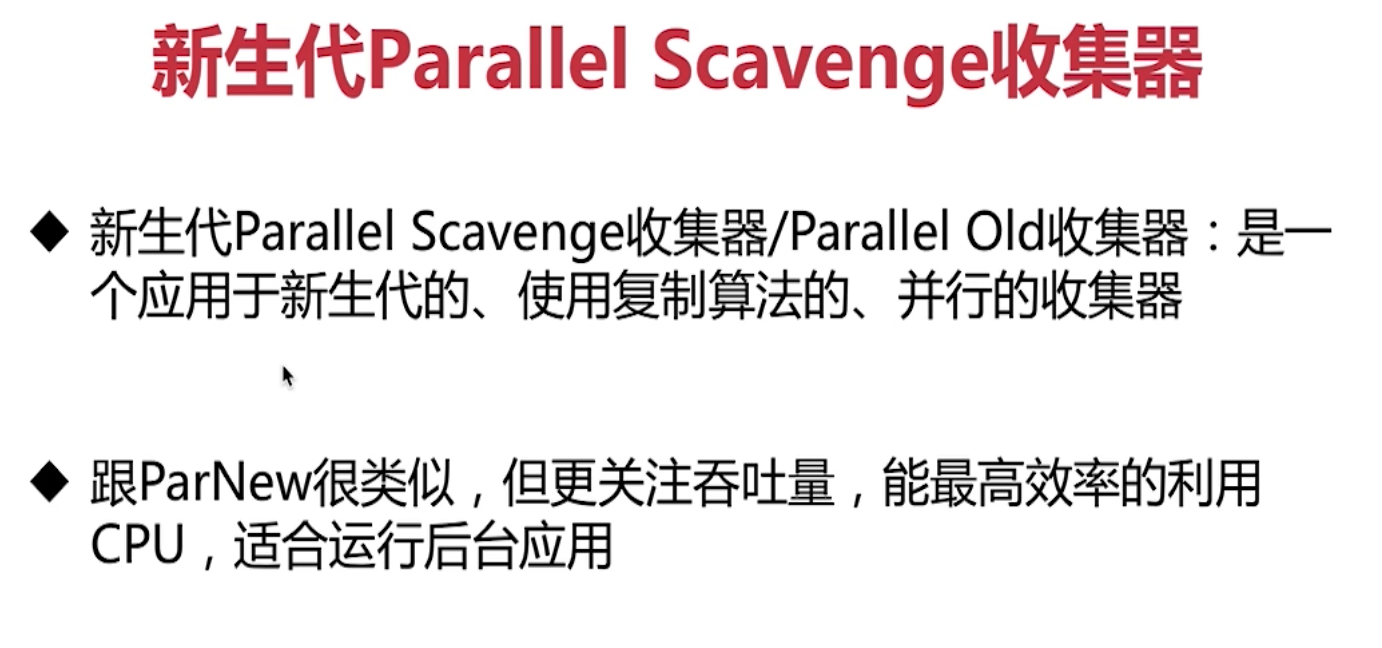 新生代Parallel Scavenge收集器
◆ 新生代Parallel Scavenge收集器/Parallel Old收集器：是一
个应用于新生代的、使用复制算法的、并行的收集器
◆ 跟ParNew很类似，但更关注吞吐量，能最高效率的利用
CPU，适合运行后台应用